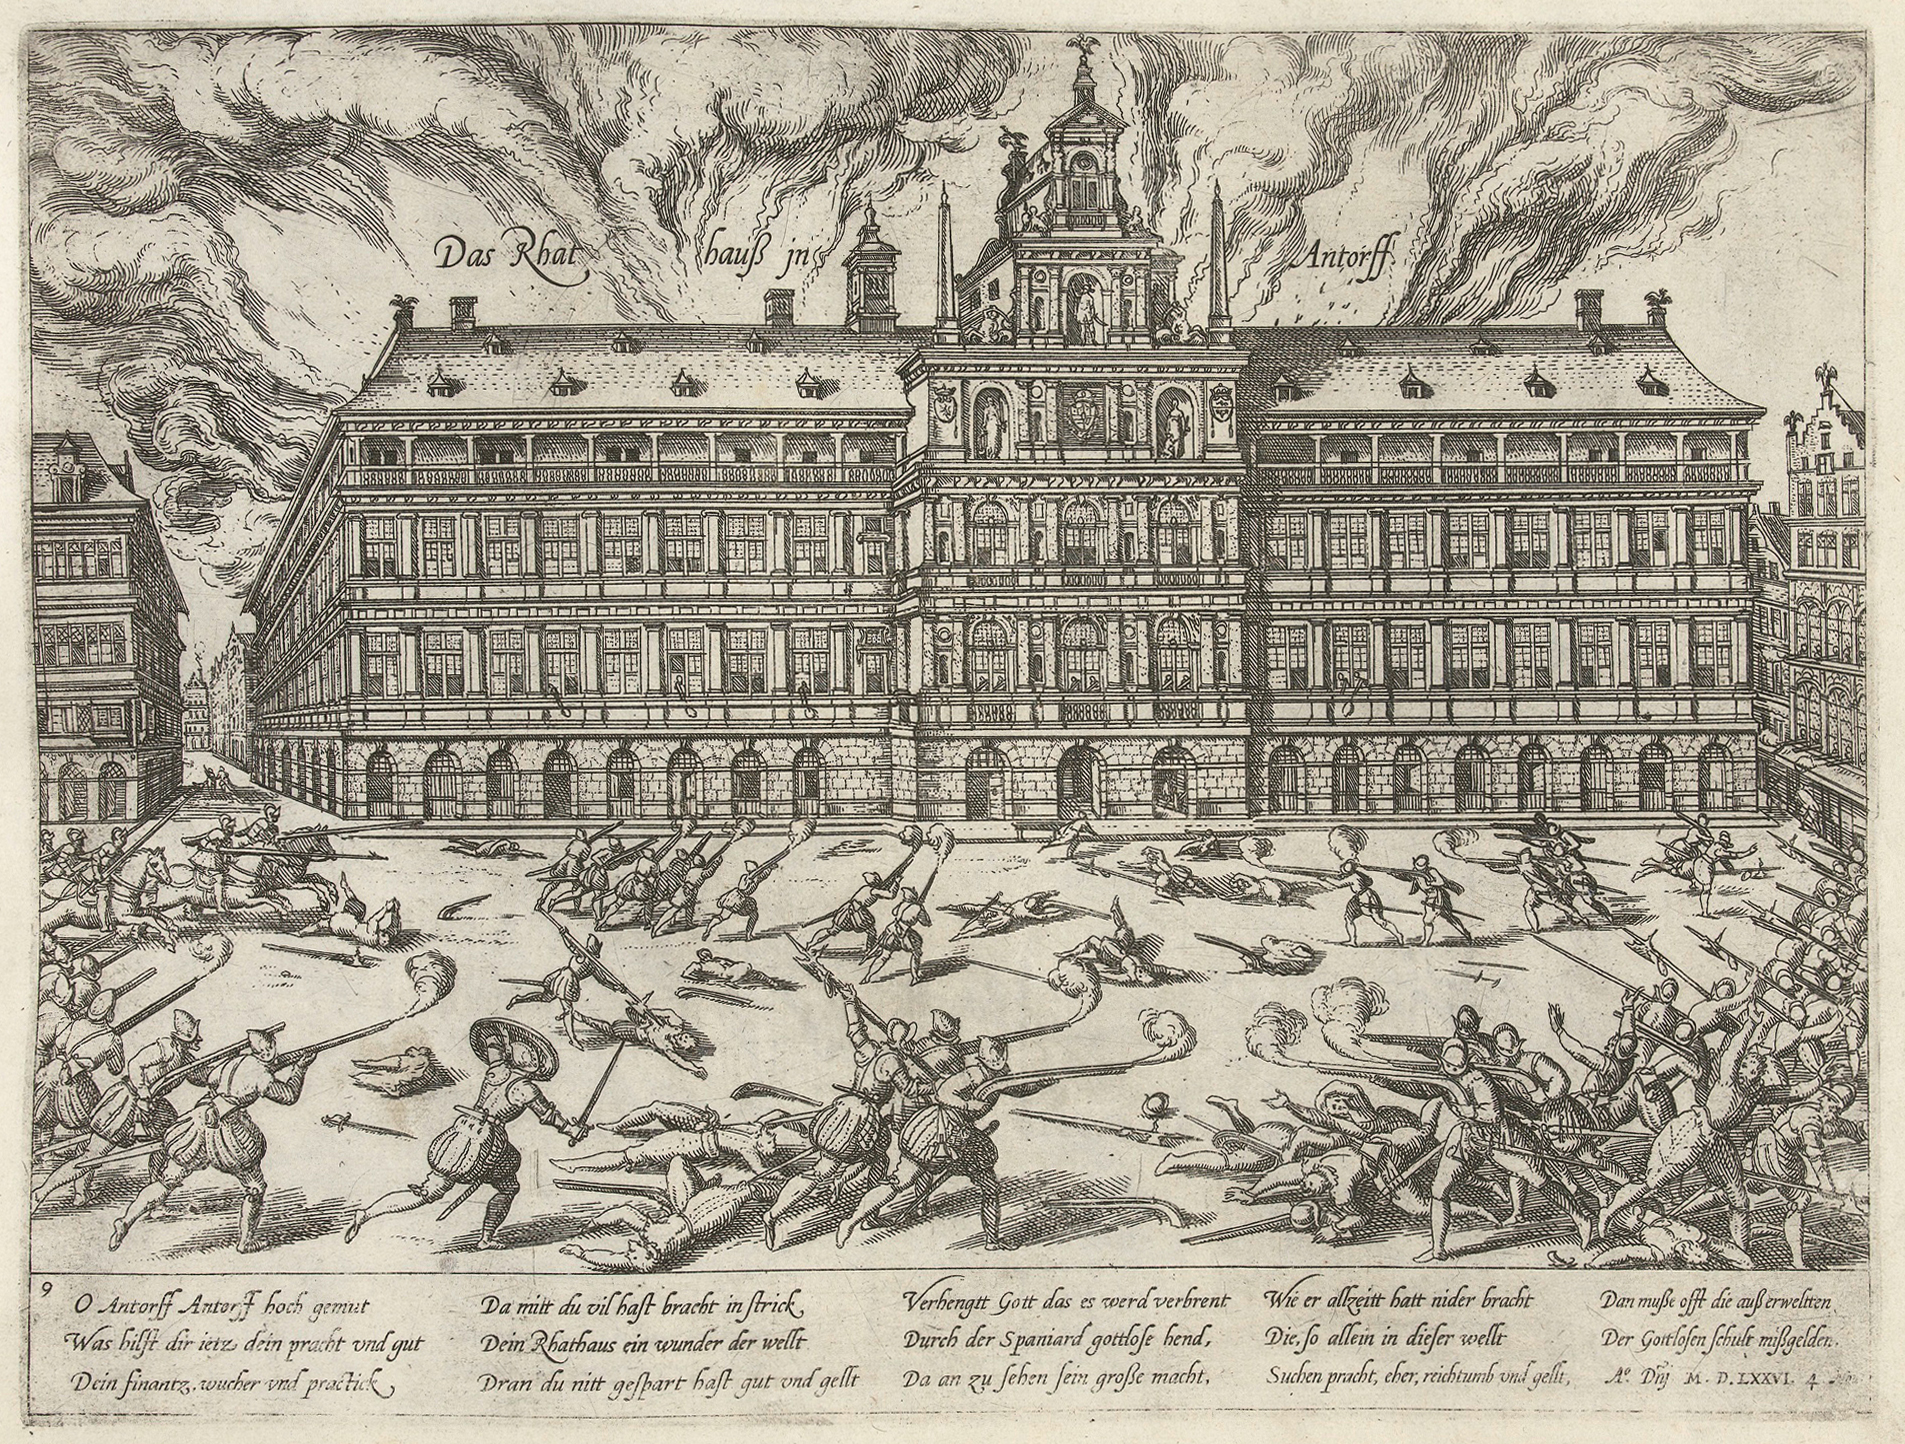 Das Rhat hauß jn Antorff
9
O Antorff Antorff hoch gemut
Was hilft dir ietz dein pracht vnd gut
Dein finantz, wucher vnd practick,
Da mitt du vil hast bracht in strick,
Dein Rhathaus ein wunder der wellt
Dran du nitt gespart hast gut vnd gellt
Verhengtt Gott das es werd verbrent
Durch der Spaniard gottlose hend,
Da an zu sehen sein große macht,
Wie er allzeitt hatt nider bracht
Die, so allein in dieser wellt
Suchen pracht, eher, reichtumb vnd gellt,
Dan muße offt die außerweltten
Der Gottlosen schult mißgelden.
Aº. Dnj M. D. LXXVI. 4